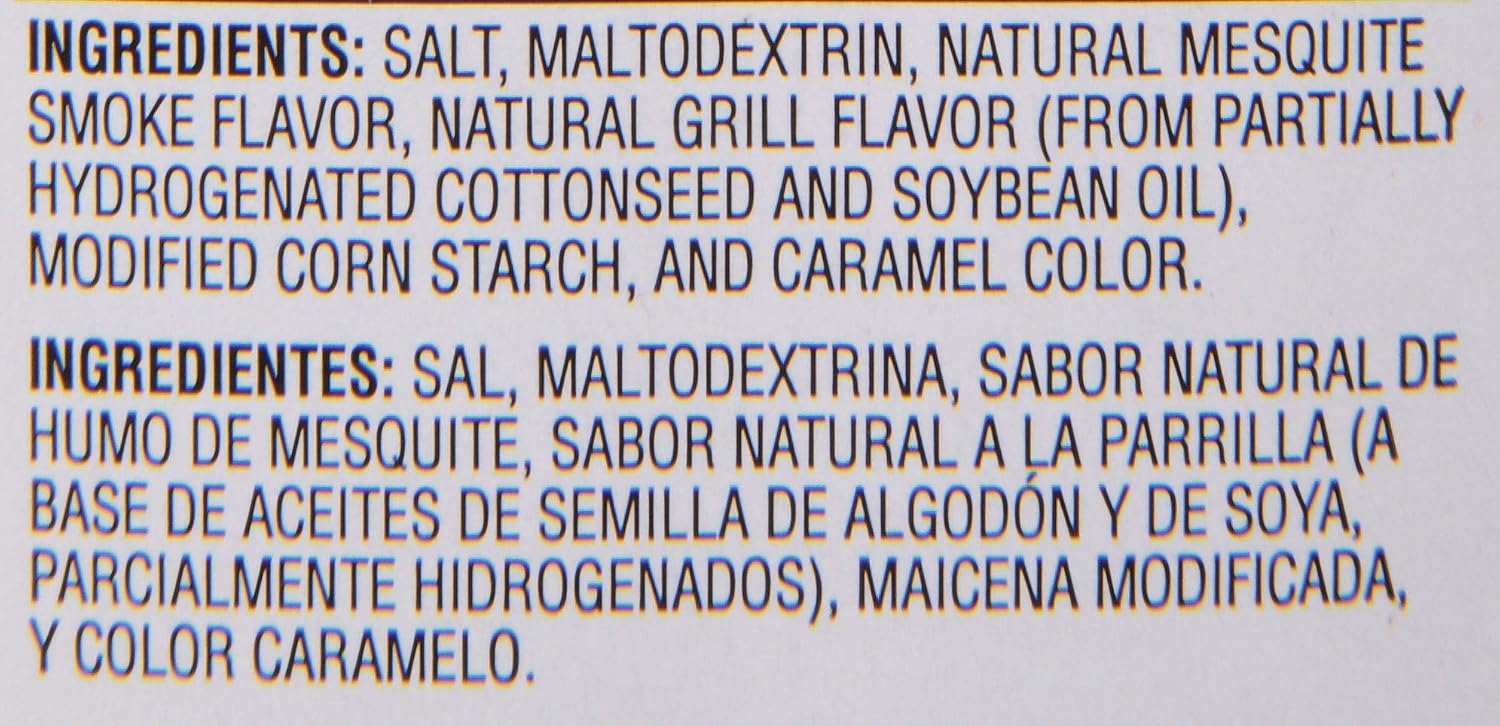 INGREDIENTS: SALT, MALTODEXTRIN, NATURAL MESQUITE
SMOKE FLAVOR, NATURAL GRILL FLAVOR (FROM PARTIALLY
HYDROGENATED COTTONSEED AND SOYBEAN OIL),
MODIFIED CORN STARCH, AND CARAMEL COLOR.
INGREDIENTES: SAL, MALTODEXTRINA, SABOR NATURAL DE
HUMO DE MESQUITE, SABOR NATURAL A LA PARRILLA (A
BASE DE ACEITES DE SEMILLA DE ALGODÓN Y DE SOYA,
PARCIALMENTE HIDROGENADOS), MAICENA MODIFICADA,
Y COLOR CARAMELO.